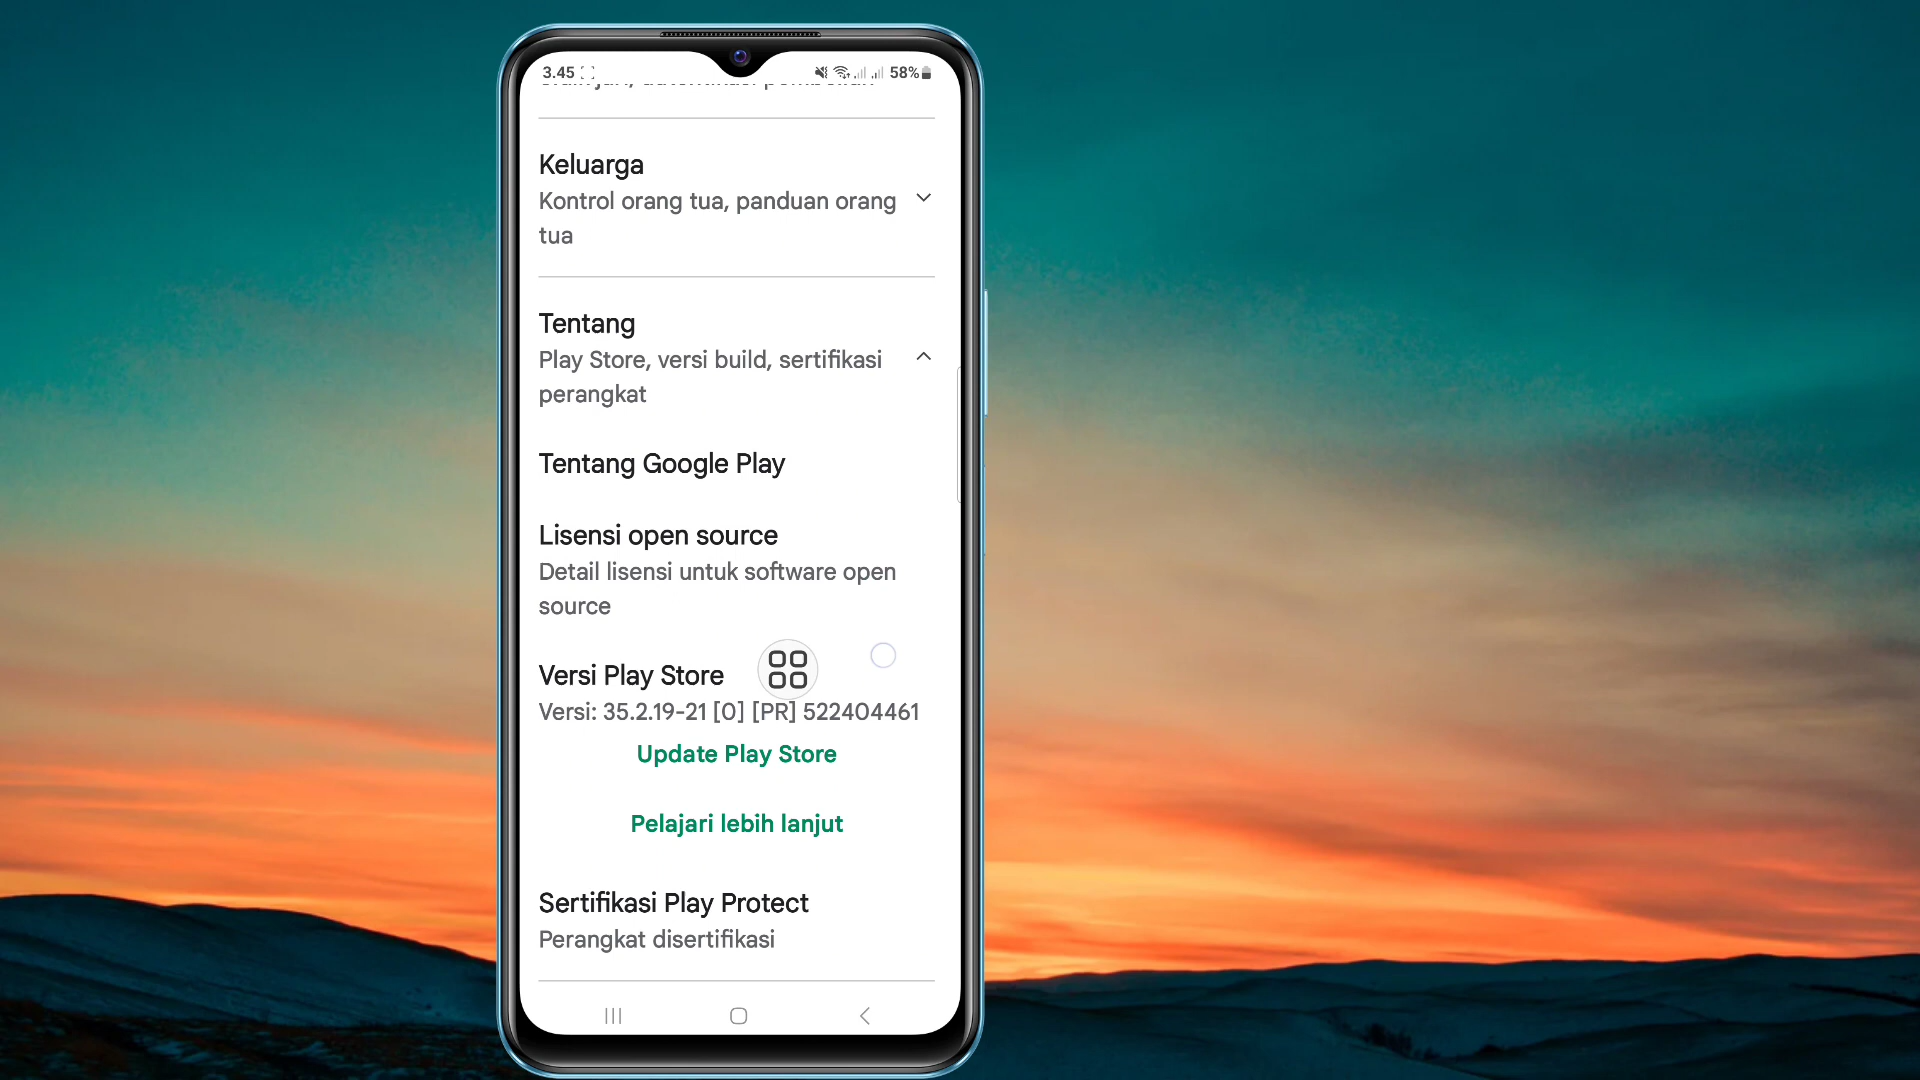 3.45
58%
Keluarga
Kontrol orang tua, panduan orang
tua
Tentang
Play Store, versi build, sertifikasi
perangkat
Tentang Google Play
Lisensi open source
Detail lisensi untuk software open
source
Versi Play Store
Versi: 35.2.19-21 [0] [PR] 522404461
Update Play Store
Pelajari lebih lanjut
Sertifikasi Play Protect
Perangkat disertifikasi